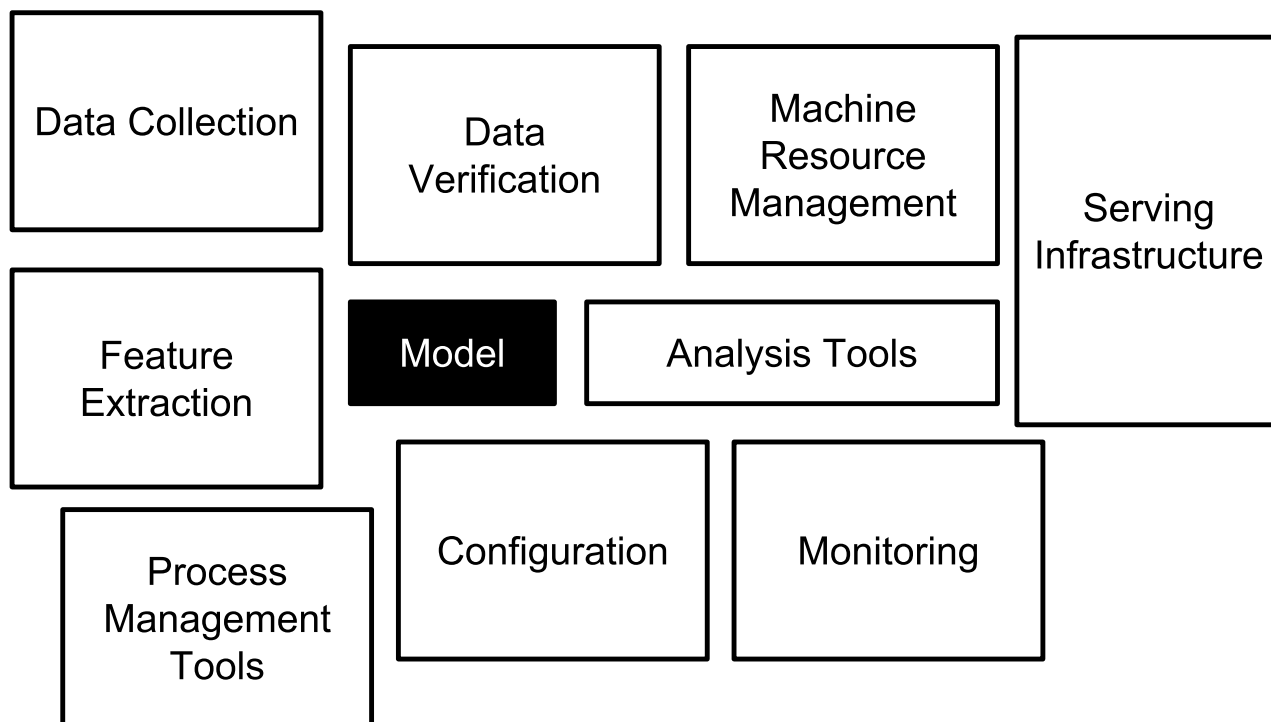 Data Collection
Data
Verification
Machine
Resource
Management
Serving
Infrastructure
Feature
Extraction
Model
Analysis Tools
Process
Management
Tools
Configuration
Monitoring